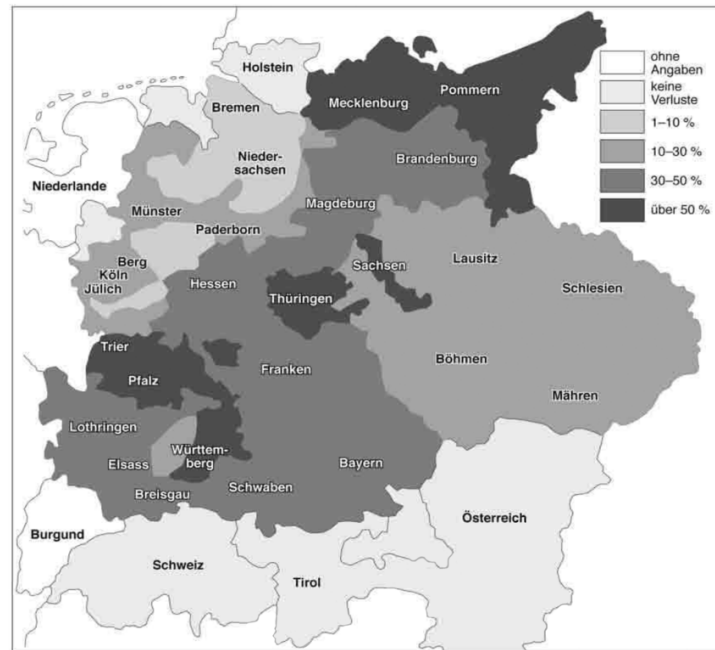 Holstein
Bremen
Mecklenburg
Pommern
Nieder-
sachsen
Brandenburg
Niederlande
Münster
Magdeburg
Paderborn
Berg
Köln
Jülich
Hessen
Sachsen
Lausitz
Thüringen
Schlesien
Trier
Pfalz
Franken
Böhmen
Mähren
Lothringen
Elsass
Württem-
berg
Bayern
Breisgau
Schwaben
Österreich
Burgund
Schweiz
Tirol
ohne
Angaben
keine
Verluste
1–10 %
10–30 %
30–50 %
über 50 %